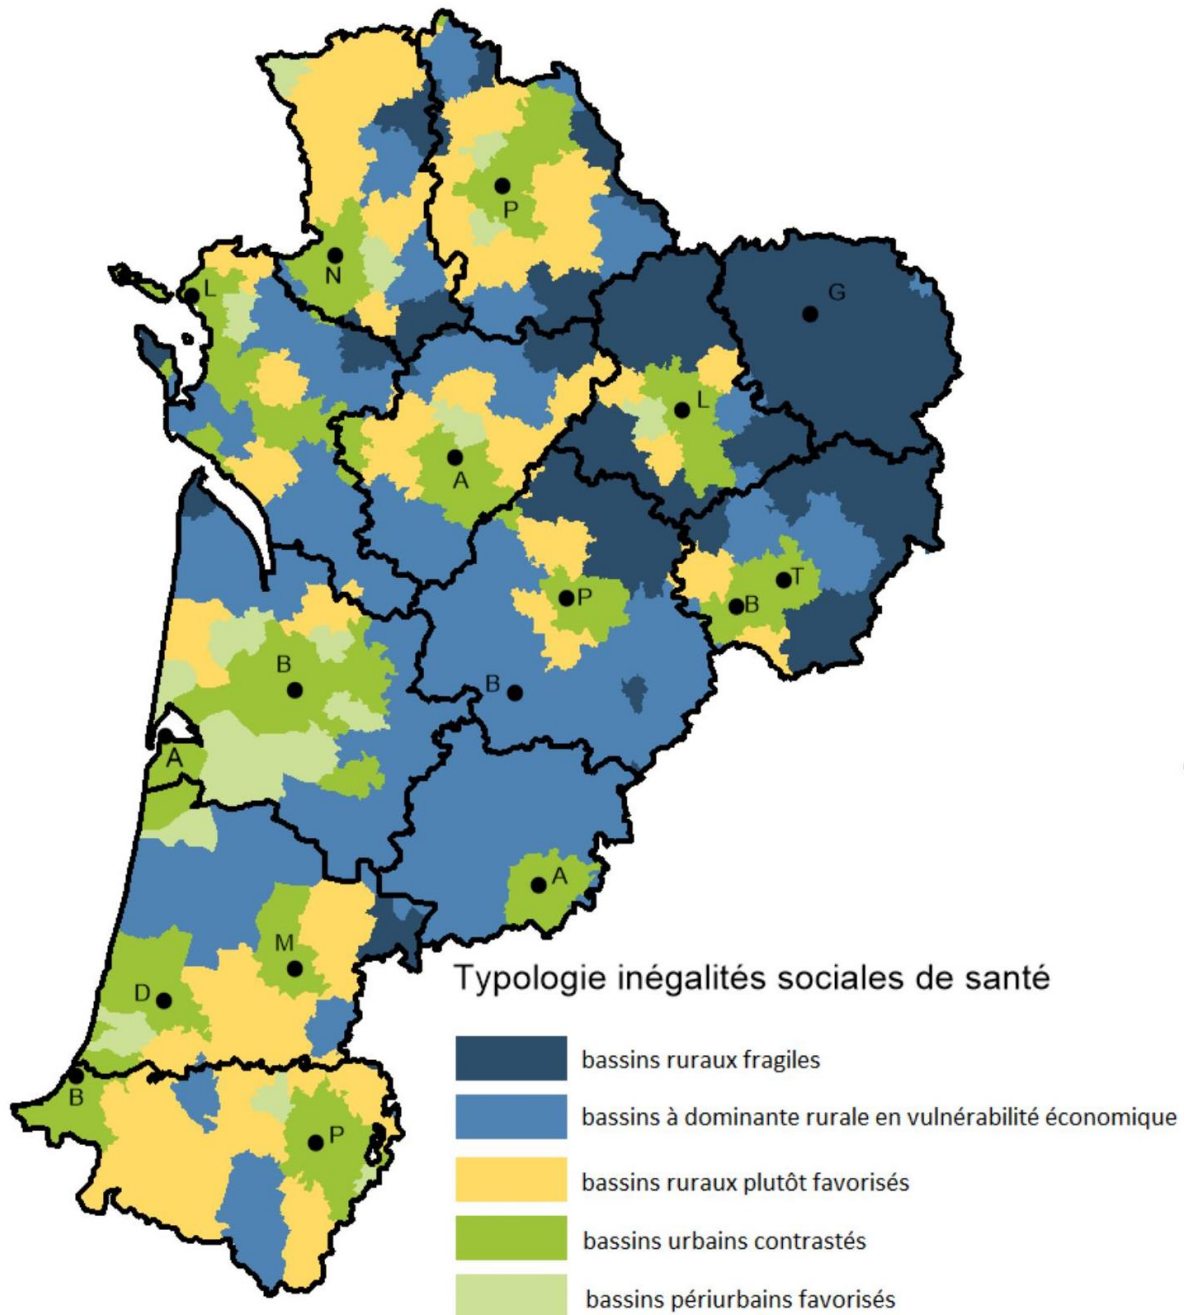 P
N
L
G
L
A
T
P
B
B
B
A
A
M
D
B
P
Typologie inégalités sociales de santé
bassins ruraux fragiles
bassins à dominante rurale en vulnérabilité économique
bassins ruraux plutôt favorisés
bassins urbains contrastés
bassins périurbains favorisés